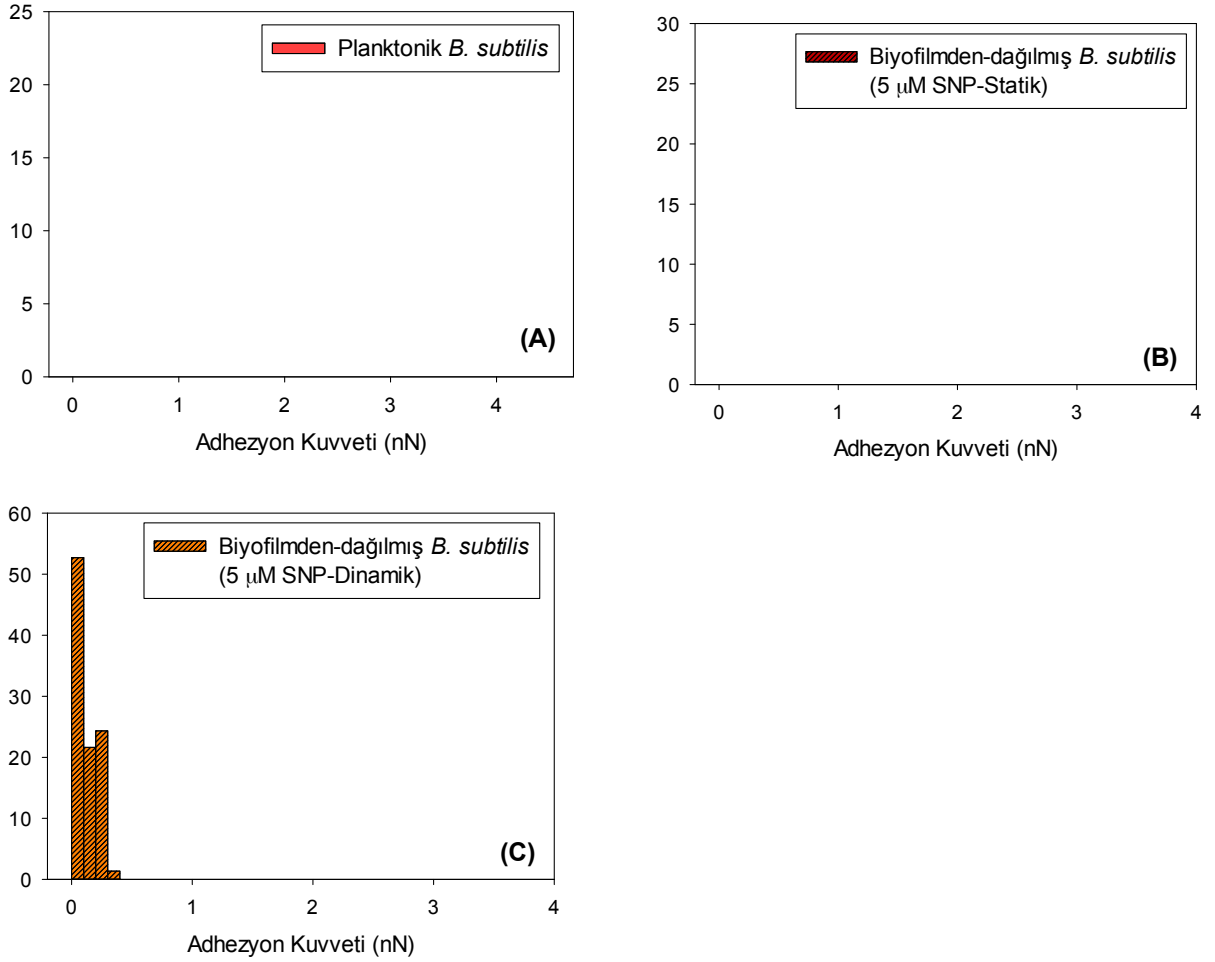 25
20
15
10
5
0
Planktonik B. subtilis
(A)
0 1 2 3 4
Adhezyon Kuvveti (nN)
30
25
20
15
10
5
0
Biyofilmden-dağılmış B. subtilis
(5 μM SNP-Statik)
(B)
0 1 2 3 4
Adhezyon Kuvveti (nN)
60
50
40
30
20
10
0
Biyofilmden-dağılmış B. subtilis
(5 μM SNP-Dinamik)
(C)
0 1 2 3 4
Adhezyon Kuvveti (nN)